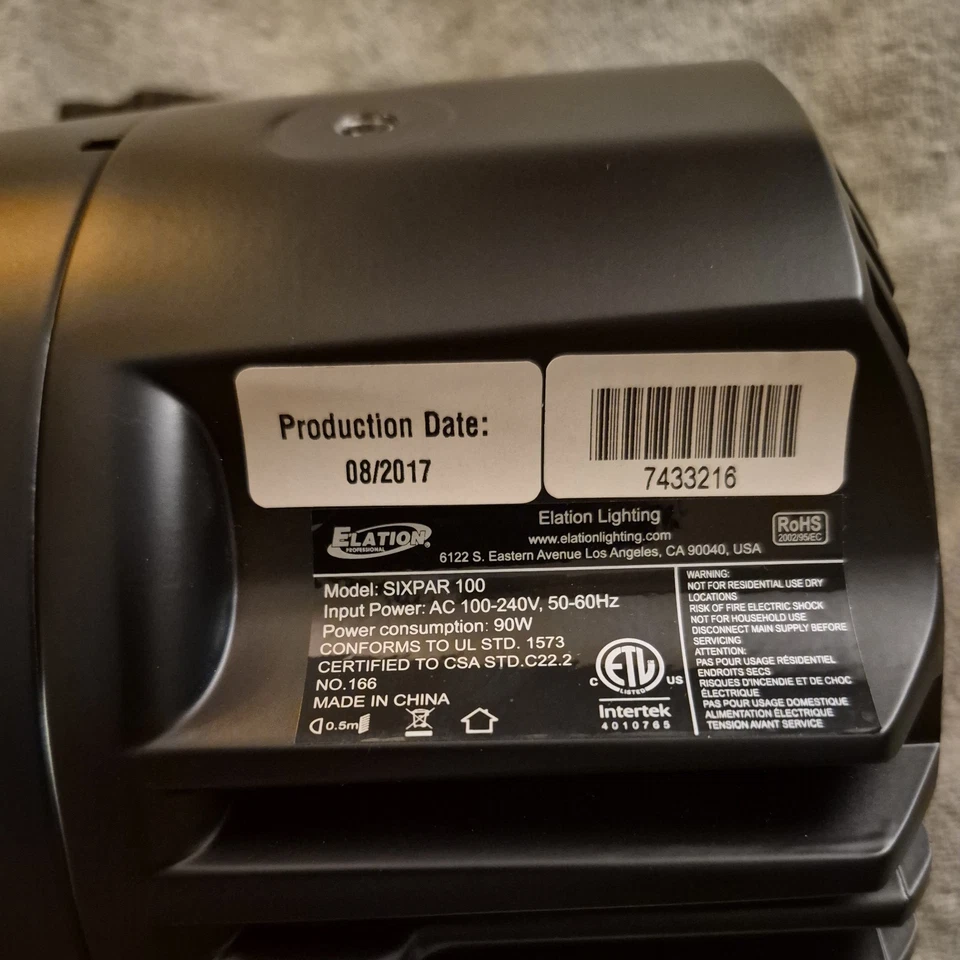 Production Date:
08/2017
7433216
ELATION®
PROFESSIONAL
Elation Lighting
www.elationlighting.com
6122 S. Eastern Avenue Los Angeles, CA 90040, USA
RoHS
2002/95/EC
Model: SIXPAR 100
Input Power: AC 100-240V, 50-60Hz
Power consumption: 90W
CONFORMS TO UL STD. 1573
CERTIFIED TO CSA STD.C22.2
NO.166
MADE IN CHINA
0.5m
C ETL US
LISTED
Intertek
4010765
WARNING:
NOT FOR RESIDENTIAL USE DRY
LOCATIONS
RISK OF FIRE ELECTRIC SHOCK
NOT FOR HOUSEHOLD USE
DISCONNECT MAIN SUPPLY BEFORE
SERVICING
ATTENTION:
PAS POUR USAGE RÉSIDENTIEL
ENDROITS SECS
RISQUES D'INCENDIE ET DE CHOC
ÉLECTRIQUE
PAS POUR USAGE DOMESTIQUE
ALIMENTATION ÉLECTRIQUE
TENSION AVANT SERVICE